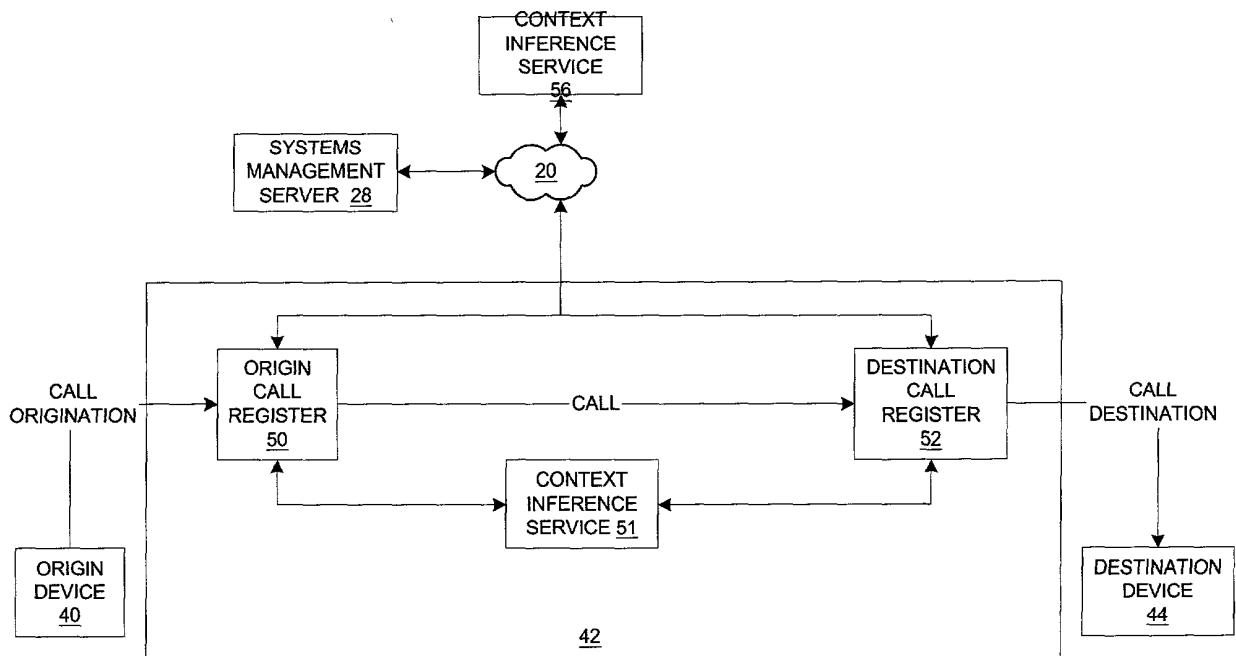 CONTEXT
INFERENCE
SERVICE
56
SYSTEMS
MANAGEMENT
SERVER 28
20
ORIGIN
CALL
REGISTER
50
DESTINATION
CALL
REGISTER
52
CALL
ORIGINATION
CALL
CALL
DESTINATION
CONTEXT
INFERENCE
SERVICE 51
ORIGIN
DEVICE
40
DESTINATION
DEVICE
44
42